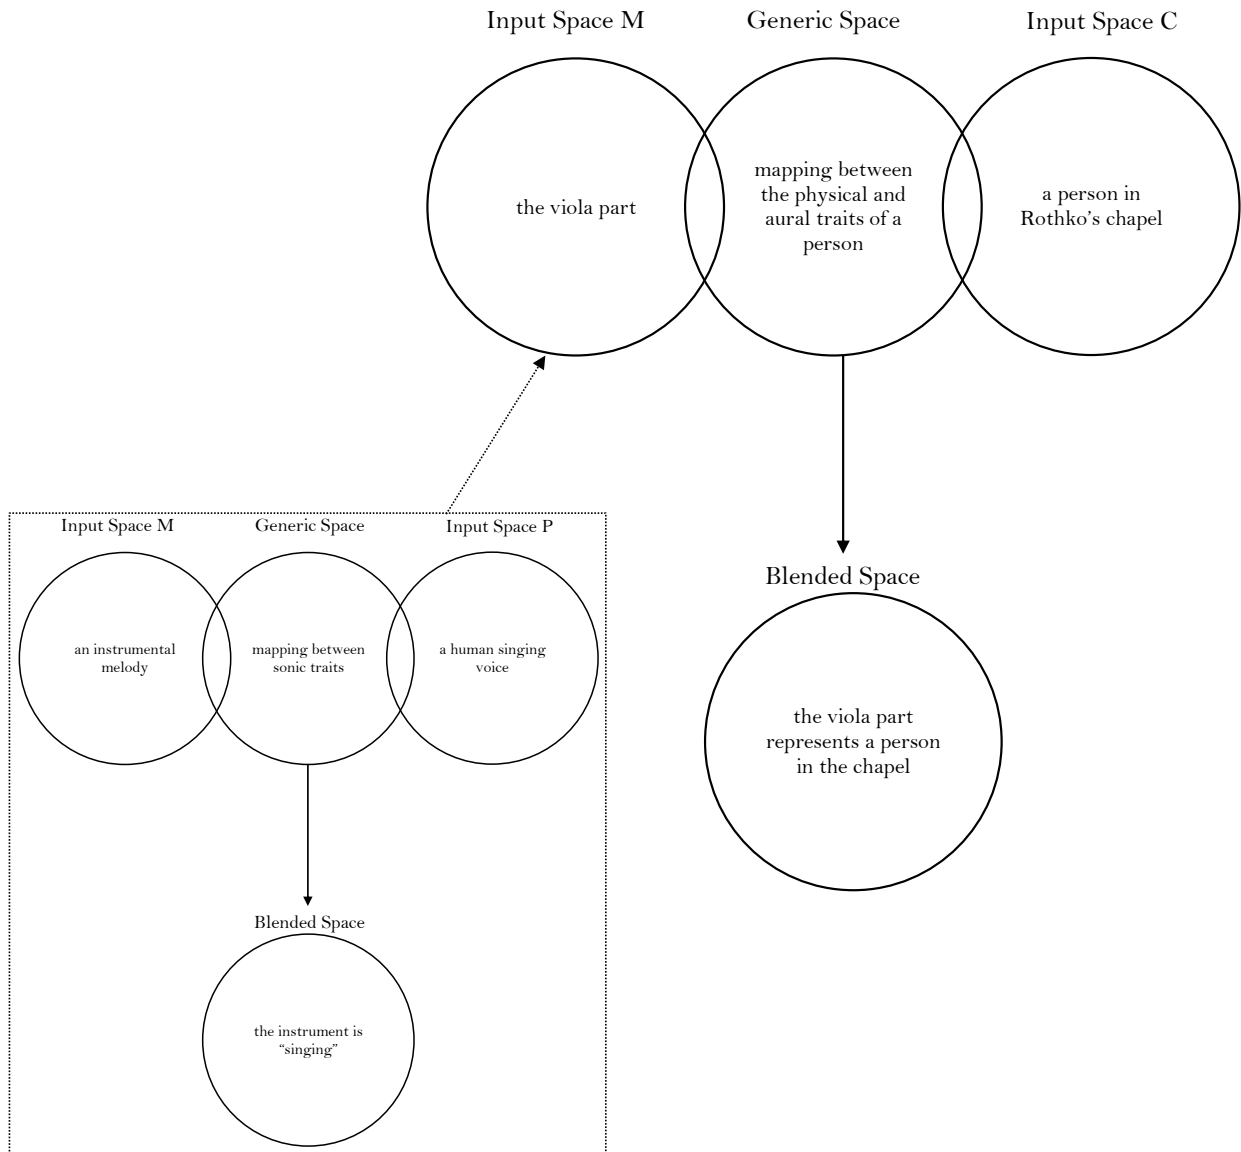 Input Space M
Generic Space
Input Space C
the viola part
mapping between
the physical and
aural traits of a
person
a person in
Rothko’s chapel
Blended Space
the viola part
represents a person
in the chapel
Input Space M
Generic Space
Input Space P
an instrumental
melody
mapping between
sonic traits
a human singing
voice
Blended Space
the instrument is
“singing”